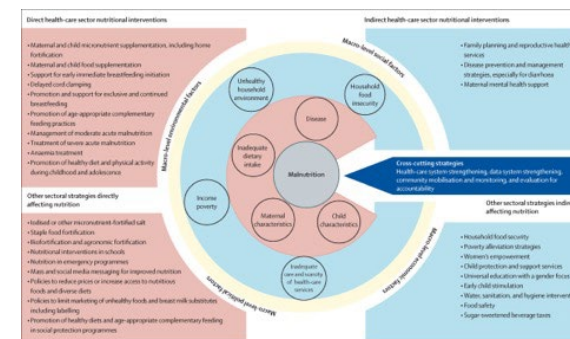 Direct health-care sector nutritional interventions
• Maternal and child micronutrient supplementation, including home
fortification
• Maternal and child food supplementation
• Support for early immediate breastfeeding initiation
• Delayed cord clamping
• Promotion and support for exclusive and continued
breastfeeding
• Promotion of age-appropriate complementary
feeding practices
• Management of moderate acute malnutrition
• Treatment of severe acute malnutrition
• Anaemia treatment
• Promotion of healthy diet and physical activity
during childhood and adolescence
Other sectoral strategies directly
affecting nutrition
• Iodised or other micronutrient-fortified salt
• Staple food fortification
• Biofortification and agronomic fortification
• Nutritional interventions in schools
• Nutrition in emergency programmes
• Mass and social media messaging for improved nutrition
• Policies to reduce prices or increase access to nutritious
foods and diverse diets
• Policies to limit marketing of unhealthy foods and breast milk substitutes
including labelling
• Promotion of healthy diets and age-appropriate complementary feeding
in social protection programmes
Macro-level environmental factors
Macro-level social factors
Macro-level political factors
Macro-level economic factors
Unhealthy
household
environment
Household
food
insecurity
Disease
Inadequate
dietary
intake
Malnutrition
Income
poverty
Maternal
characteristics
Child
characteristics
Inadequate
care and scarcity
of health-care
services
Indirect health-care sector nutritional interventions
• Family planning and reproductive health
services
• Disease prevention and management
strategies, especially for diarrhoea
• Maternal mental health support
Cross-cutting strategies
Health-care system strengthening, data system strengthening,
community mobilisation and monitoring, and evaluation for
accountability
Other sectoral strategies indi
affecting nutrition
• Household food security
• Poverty alleviation strategies
• Women's empowerment
• Child protection and support services
• Universal education with a gender focus
• Early child stimulation
• Water, sanitation, and hygiene intervent
• Food safety
• Sugar-sweetened beverage taxes